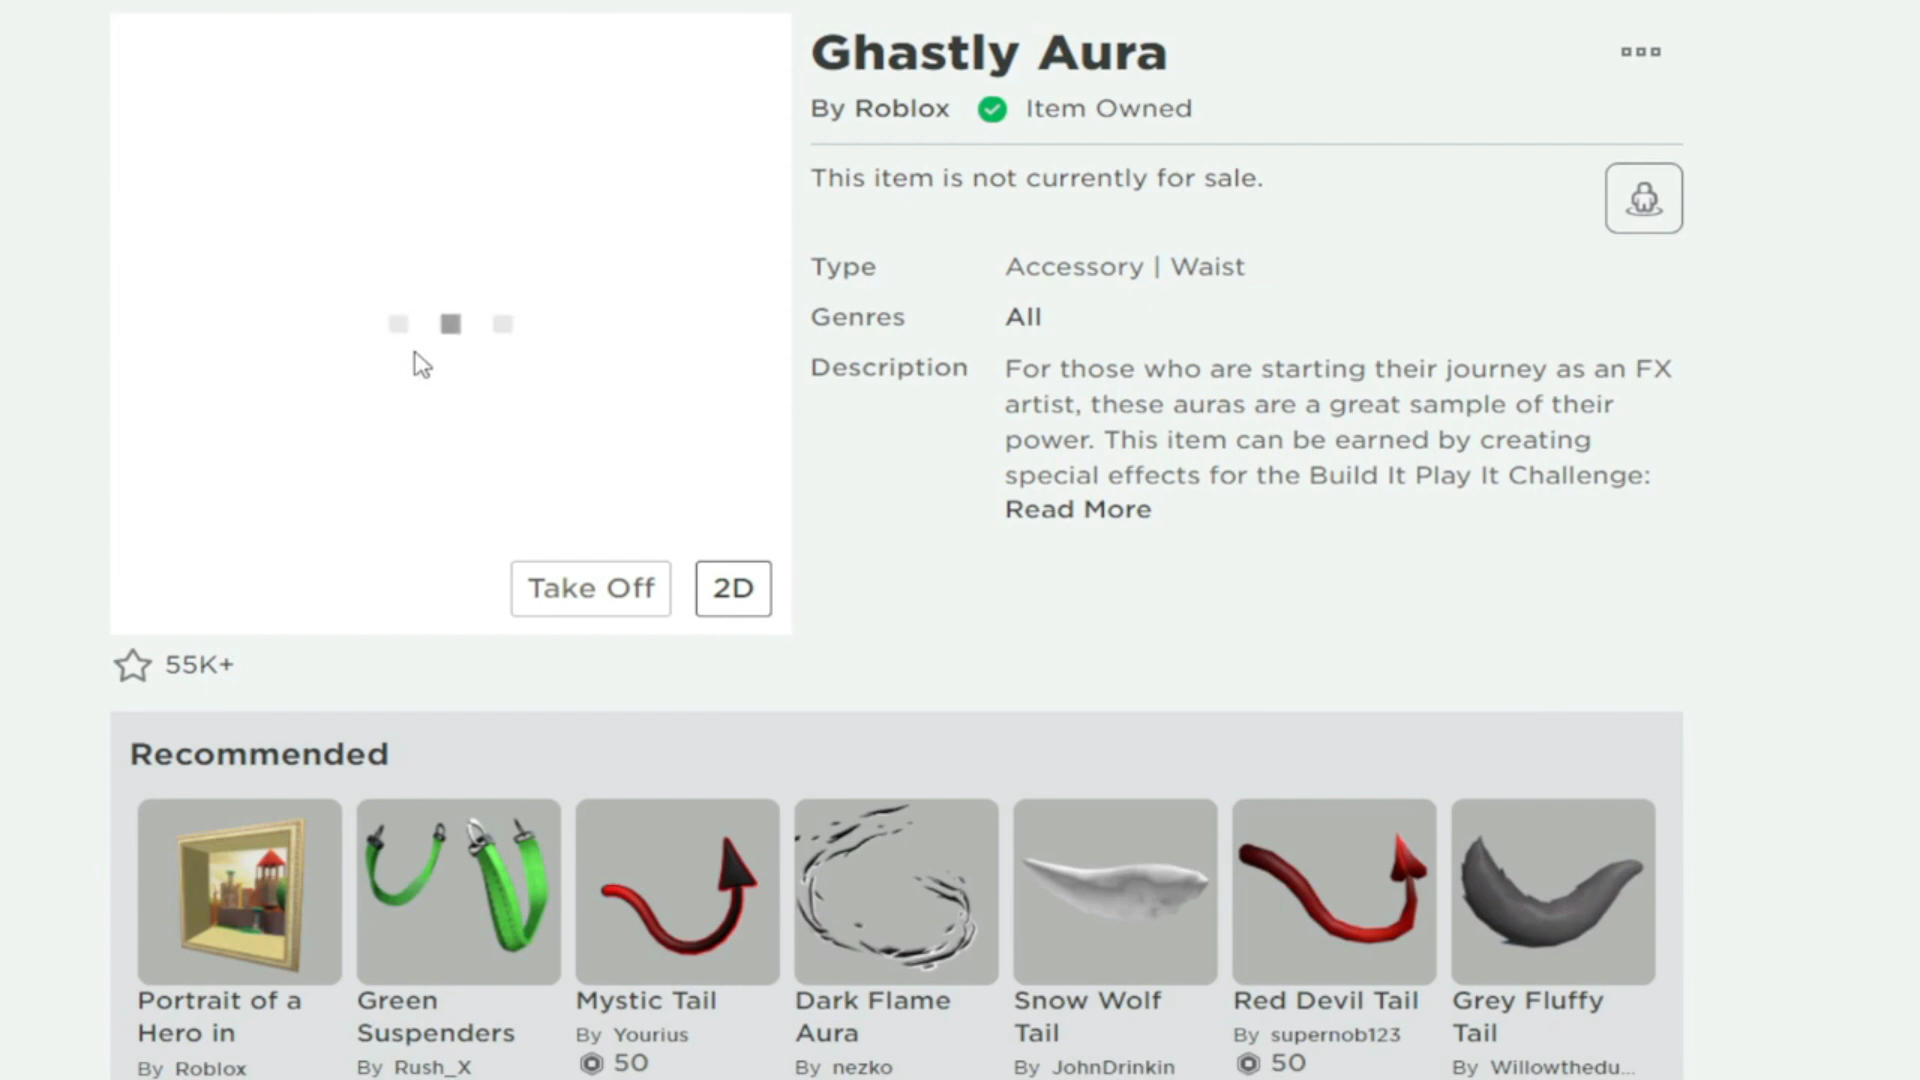 Ghastly Aura
By Roblox Item Owned
This item is not currently for sale.
Type Accessory | Waist
Genres All
Description For those who are starting their journey as an FX
artist, these auras are a great sample of their
power. This item can be earned by creating
special effects for the Build It Play It Challenge:
Read More
Take Off 2D
55K+
Recommended
Portrait of a
Hero in
By Roblox
Green
Suspenders
By Rush_X
Mystic Tail
By Yourius
50
Dark Flame
Aura
By nezko
Snow Wolf
Tail
By JohnDrinkin
Red Devil Tail
By supernob123
50
Grey Fluffy
Tail
By Willowthedu...